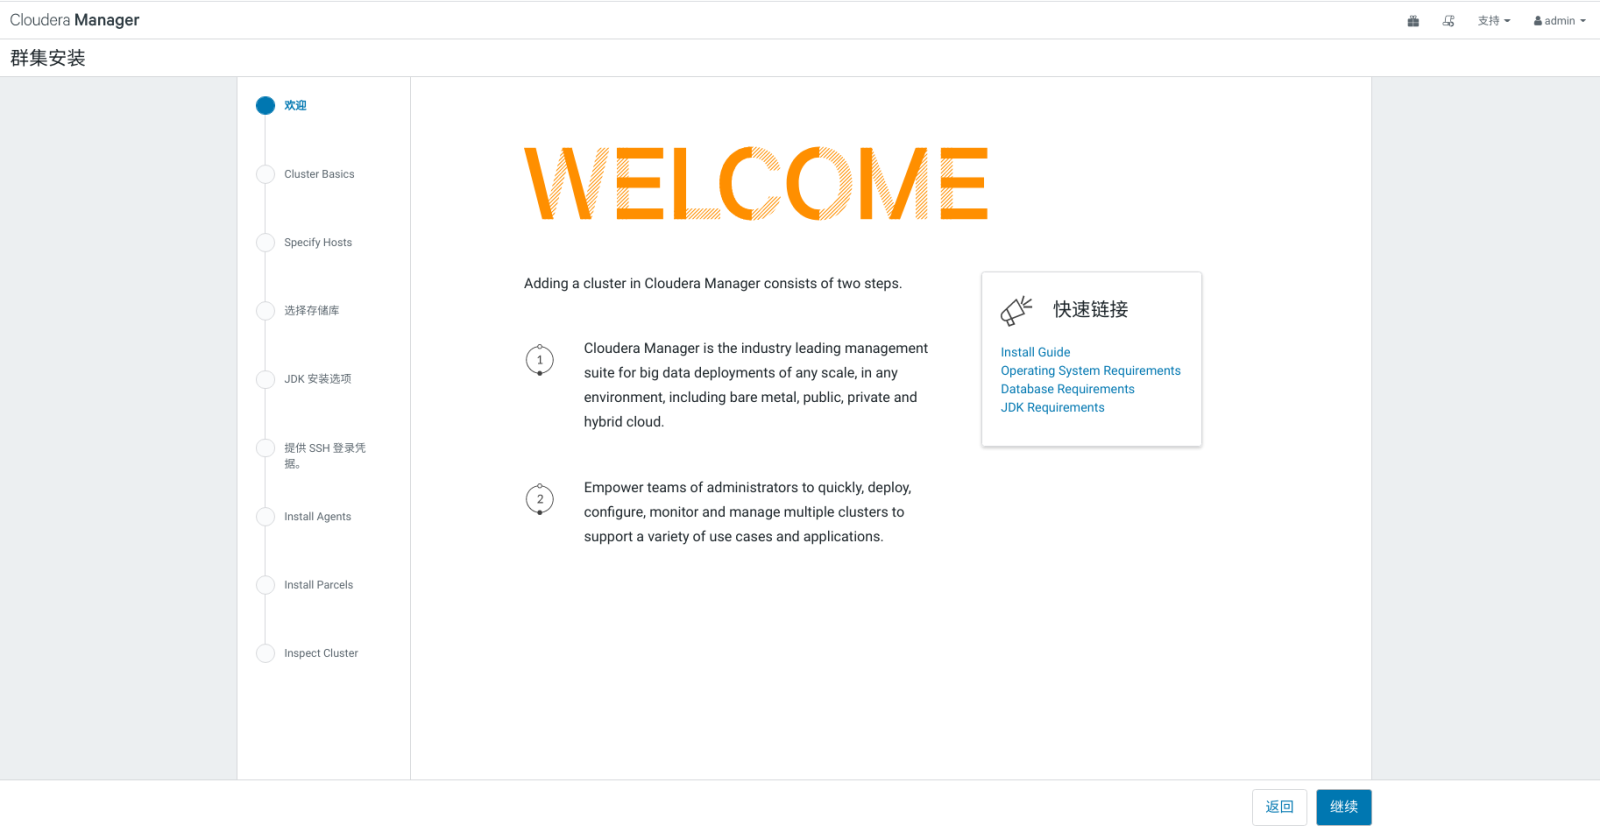 Cloudera Manager
支持
admin
群集安装
欢迎
Cluster Basics
Specify Hosts
选择存储库
JDK 安装选项
提供 SSH 登录凭
据。
Install Agents
Install Parcels
Inspect Cluster
WELCOME
Adding a cluster in Cloudera Manager consists of two steps.
1
Cloudera Manager is the industry leading management
suite for big data deployments of any scale, in any
environment, including bare metal, public, private and
hybrid cloud.
2
Empower teams of administrators to quickly, deploy,
configure, monitor and manage multiple clusters to
support a variety of use cases and applications.
快速链接
Install Guide
Operating System Requirements
Database Requirements
JDK Requirements
返回
继续